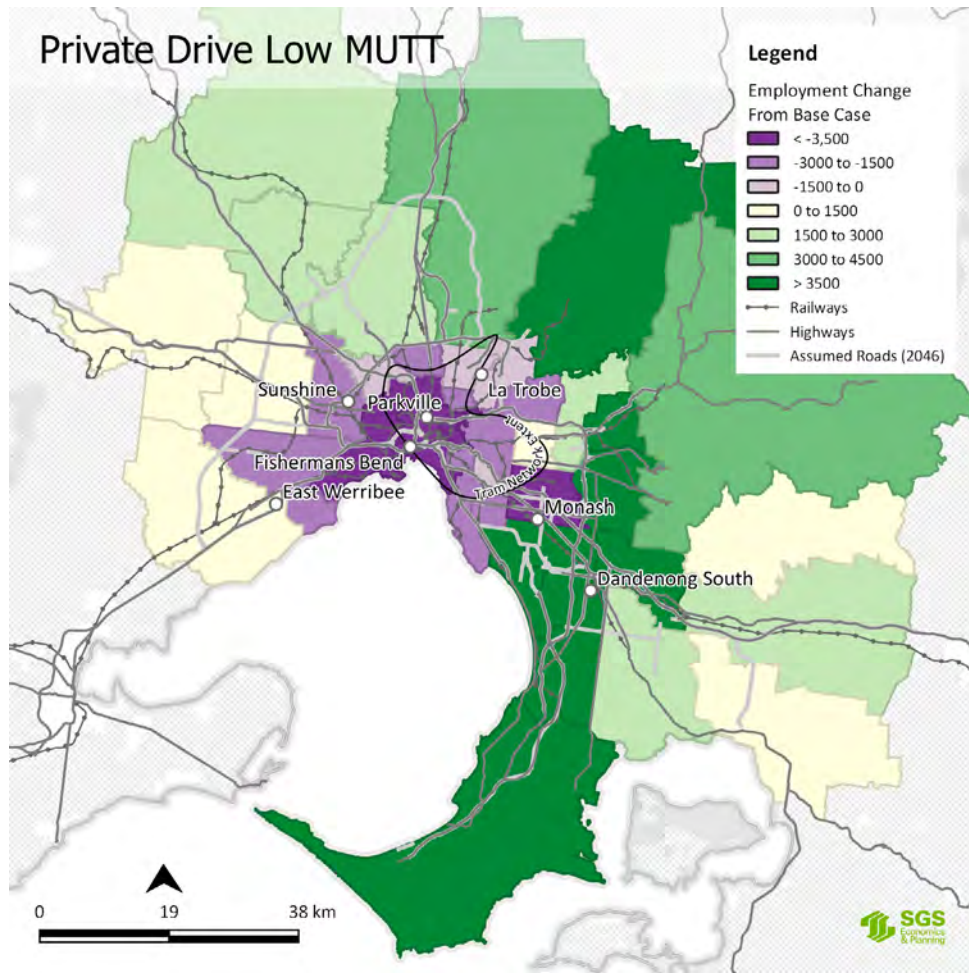 Private Drive Low MUTT
Legend
Employment Change
From Base Case
< -3,500
-3000 to -1500
-1500 to 0
0 to 1500
1500 to 3000
3000 to 4500
> 3500
Railways
Highways
Assumed Roads (2046)
Sunshine
Parkville
La Trobe
Fishermans Bend
East Werribee
Tram Network Extent
Monash
Dandenong South
0 19 38 km
SGS
Economics
& Planning